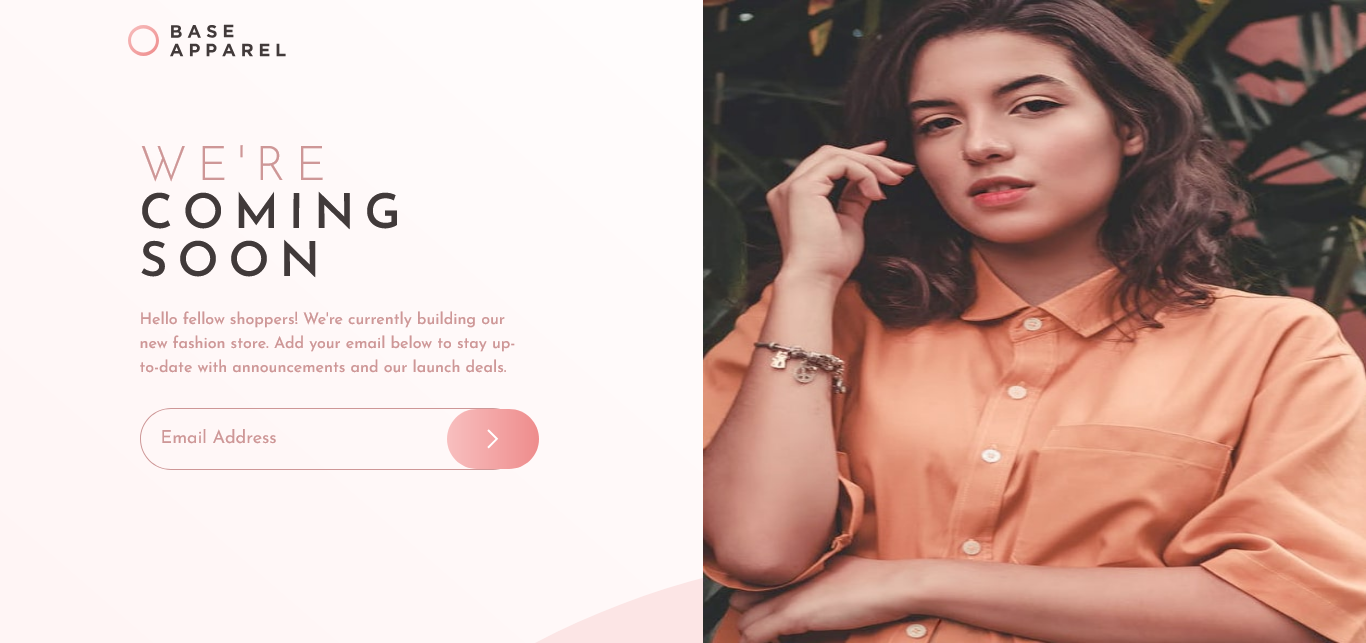 BASE
APPAREL
WE'RE
COMING
SOON
Hello fellow shoppers! We're currently building our
new fashion store. Add your email below to stay up-
to-date with announcements and our launch deals.
Email Address